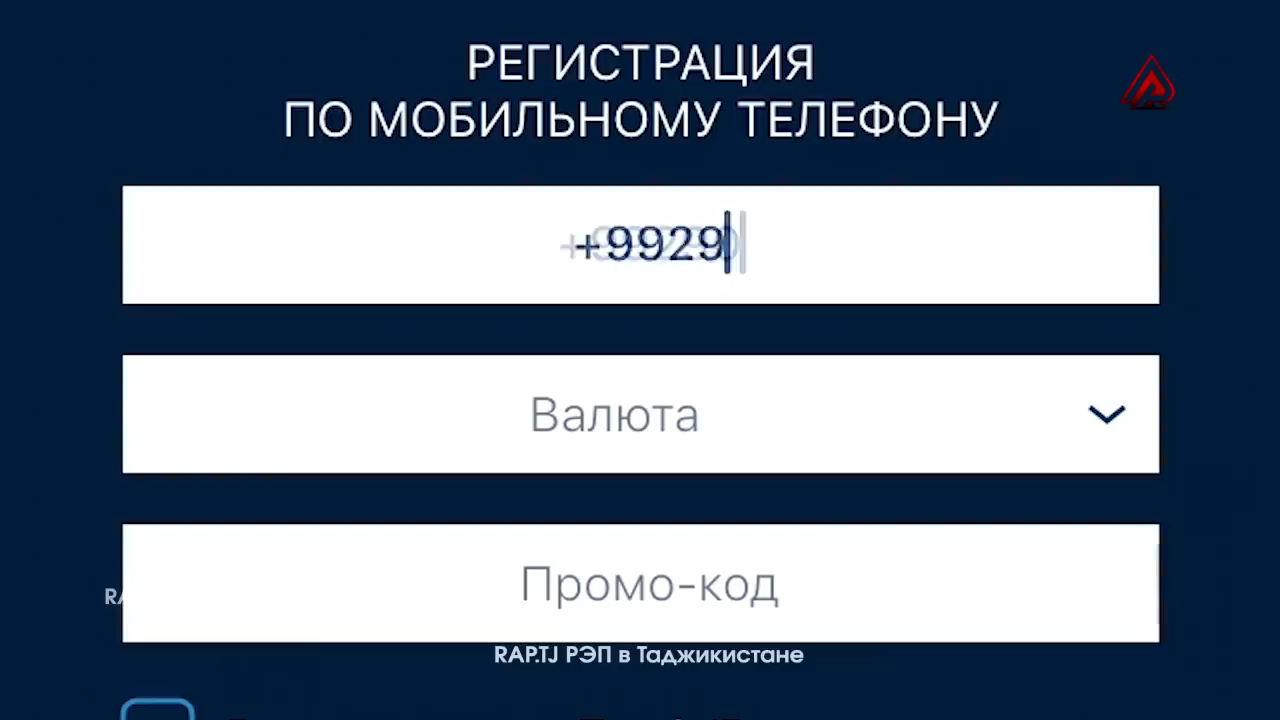 РЕГИСТРАЦИЯ
ПО МОБИЛЬНОМУ ТЕЛЕФОНУ
+9929
Валюта
Промо-код
RAP.TJ РЭП в Таджикистане